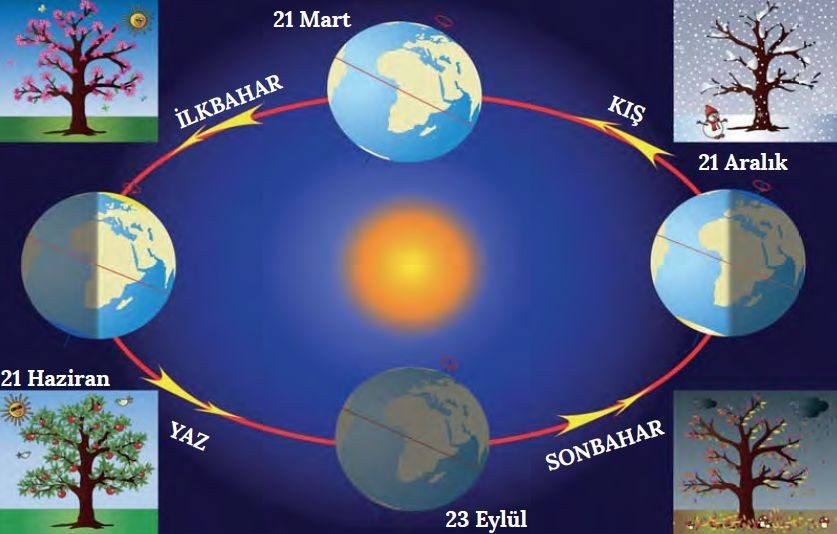 21 Mart
İLKBAHAR
KIŞ
21 Aralık
21 Haziran
YAZ
SONBAHAR
23 Eylül